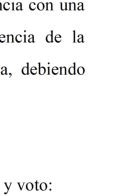 ncia con una
encia de la
a, debiendo
y voto: